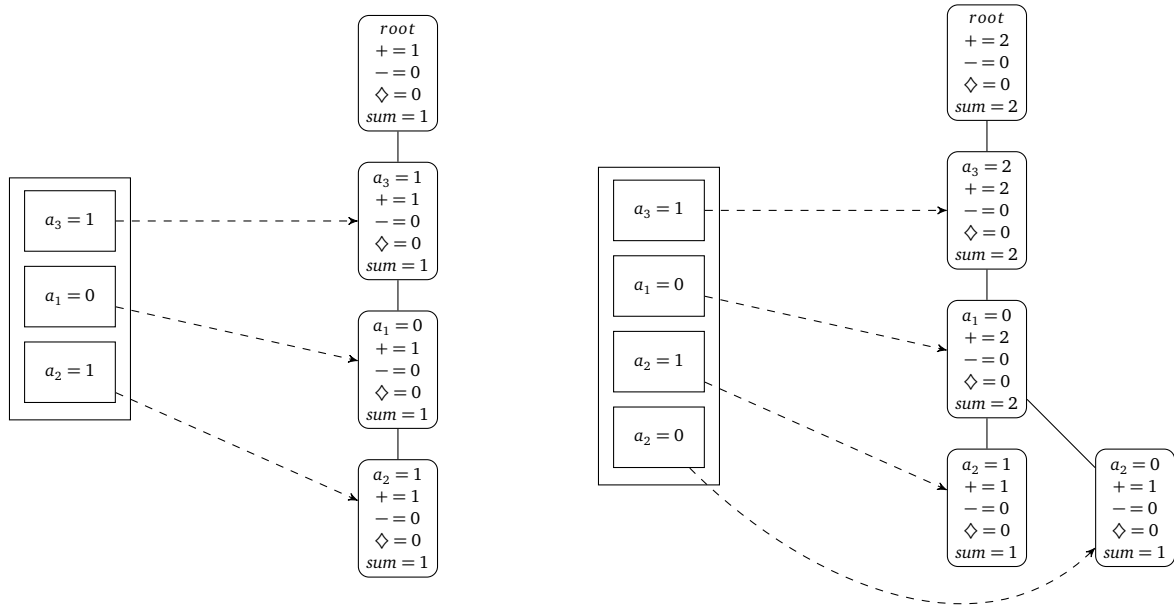 root
+ = 1
− = 0
◇ = 0
sum = 1
a₃ = 1
a₁ = 0
a₂ = 1
a₃ = 1
+ = 1
− = 0
◇ = 0
sum = 1
a₁ = 0
+ = 1
− = 0
◇ = 0
sum = 1
a₂ = 1
+ = 1
− = 0
◇ = 0
sum = 1
root
+ = 2
− = 0
◇ = 0
sum = 2
a₃ = 1
a₁ = 0
a₂ = 1
a₂ = 0
a₃ = 2
+ = 2
− = 0
◇ = 0
sum = 2
a₁ = 0
+ = 2
− = 0
◇ = 0
sum = 2
a₂ = 1
+ = 1
− = 0
◇ = 0
sum = 1
a₂ = 0
+ = 1
− = 0
◇ = 0
sum = 1